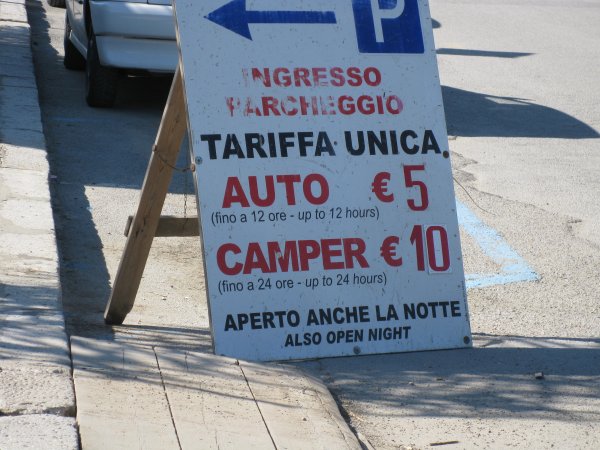 P
INGRESSO
PARCHEGGIO
TARIFFA UNICA.
AUTO € 5
(fino a 12 ore - up to 12 hours)
CAMPER € 10
(fino a 24 ore - up to 24 hours)
APERTO ANCHE LA NOTTE
ALSO OPEN NIGHT